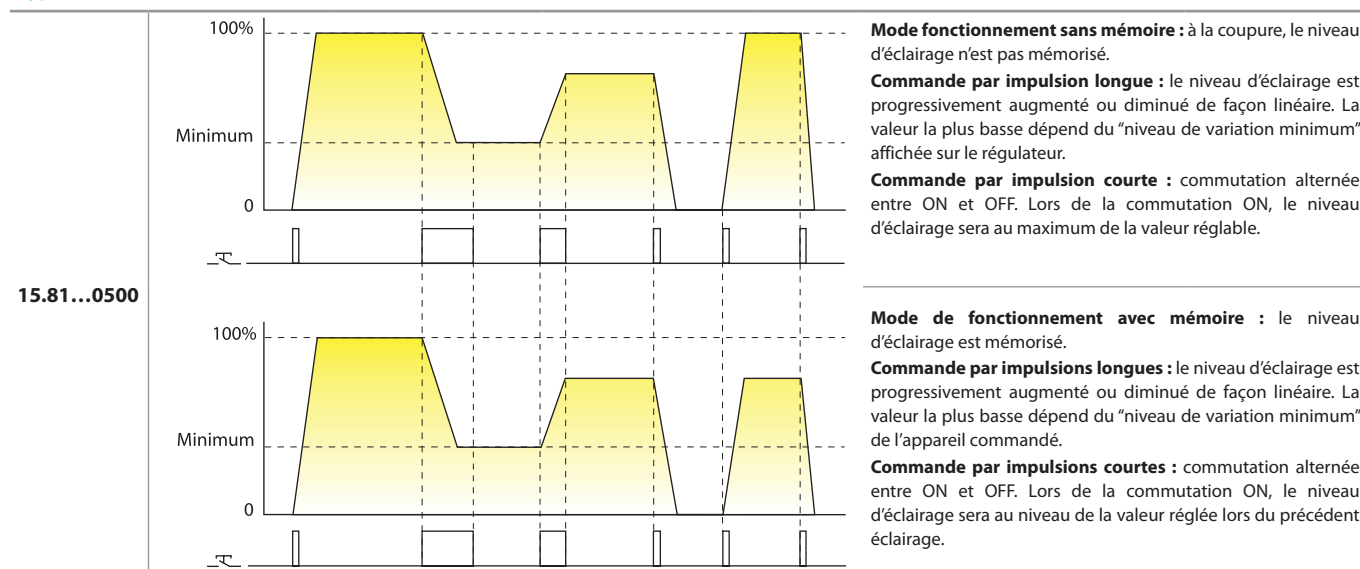 100%
Minimum
0
15.81…0500
100%
Minimum
0
Mode fonctionnement sans mémoire : à la coupure, le niveau
d’éclairage n’est pas mémorisé.
Commande par impulsion longue : le niveau d’éclairage est
progressivement augmenté ou diminué de façon linéaire. La
valeur la plus basse dépend du “niveau de variation minimum”
affichée sur le régulateur.
Commande par impulsion courte : commutation alternée
entre ON et OFF. Lors de la commutation ON, le niveau
d’éclairage sera au maximum de la valeur réglable.
Mode de fonctionnement avec mémoire : le niveau
d’éclairage est mémorisé.
Commande par impulsions longues : le niveau d’éclairage est
progressivement augmenté ou diminué de façon linéaire. La
valeur la plus basse dépend du “niveau de variation minimum”
de l’appareil commandé.
Commande par impulsions courtes : commutation alternée
entre ON et OFF. Lors de la commutation ON, le niveau
d’éclairage sera au niveau de la valeur réglée lors du précédent
éclairage.